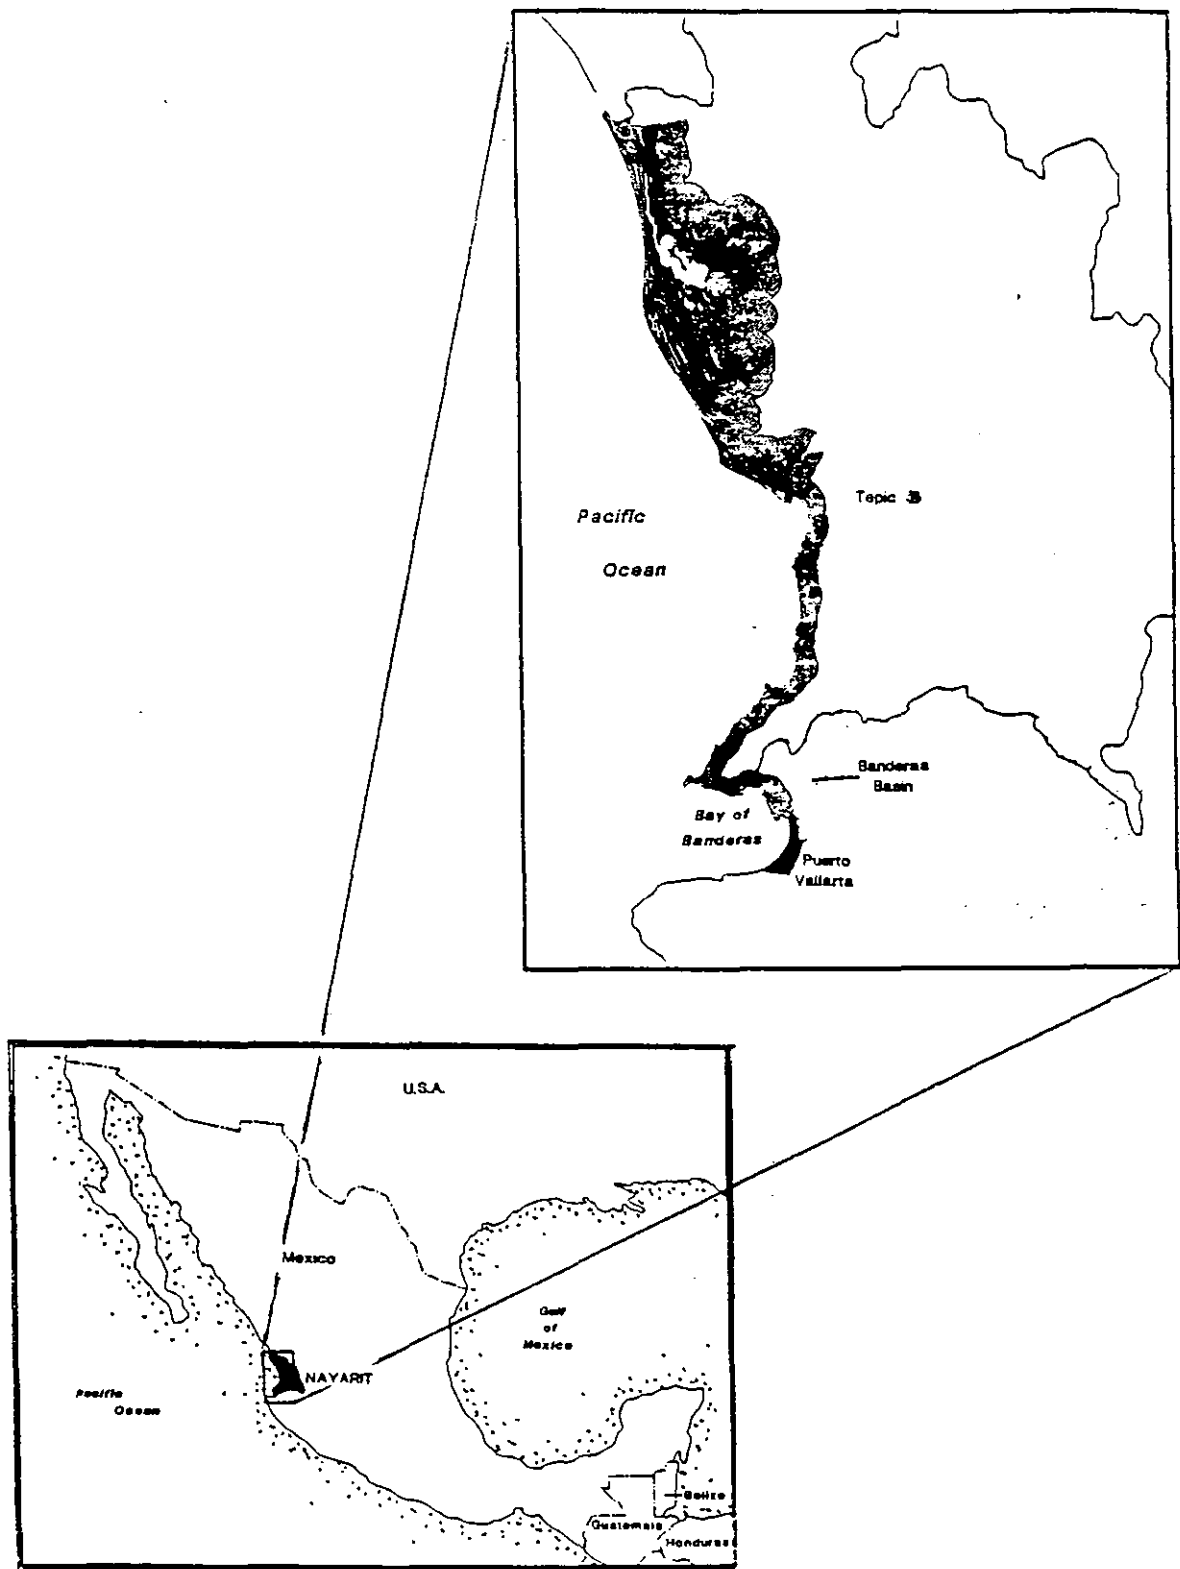 Tepic
Pacific
Ocean
Banderas
Basin
Bay of
Banderas
Puerto
Vallarta
U.S.A.
Mexico
Gulf
of
Mexico
NAYARIT
Pacific
Ocean
Belize
Guatemala
Honduras